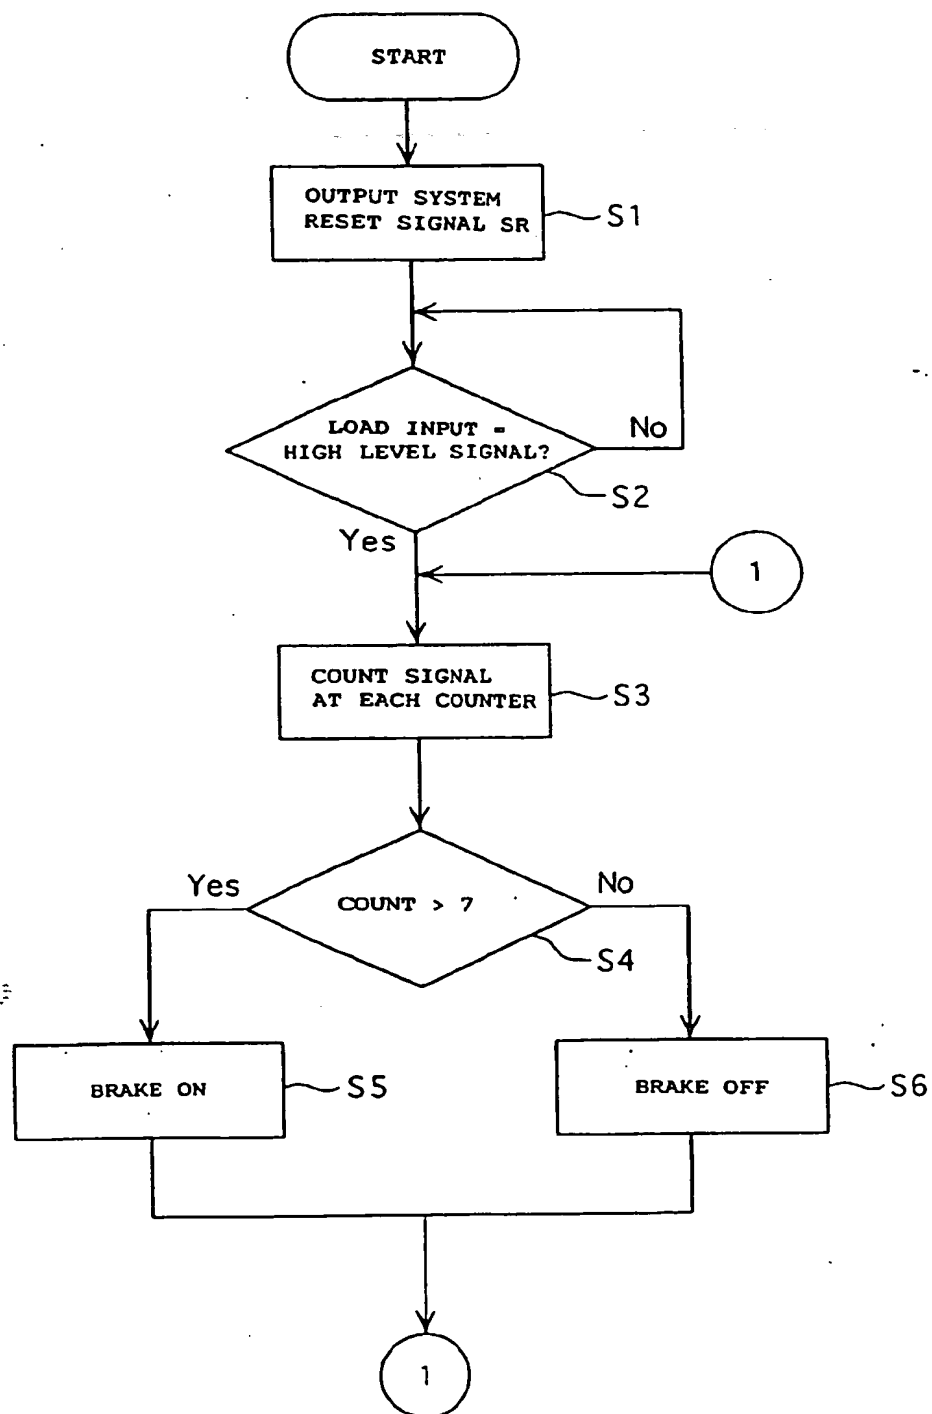 START
OUTPUT SYSTEM
RESET SIGNAL SR
S1
LOAD INPUT =
HIGH LEVEL SIGNAL?
No
S2
Yes
1
COUNT SIGNAL
AT EACH COUNTER
S3
Yes
COUNT > 7
No
S4
BRAKE ON
S5
BRAKE OFF
S6
1